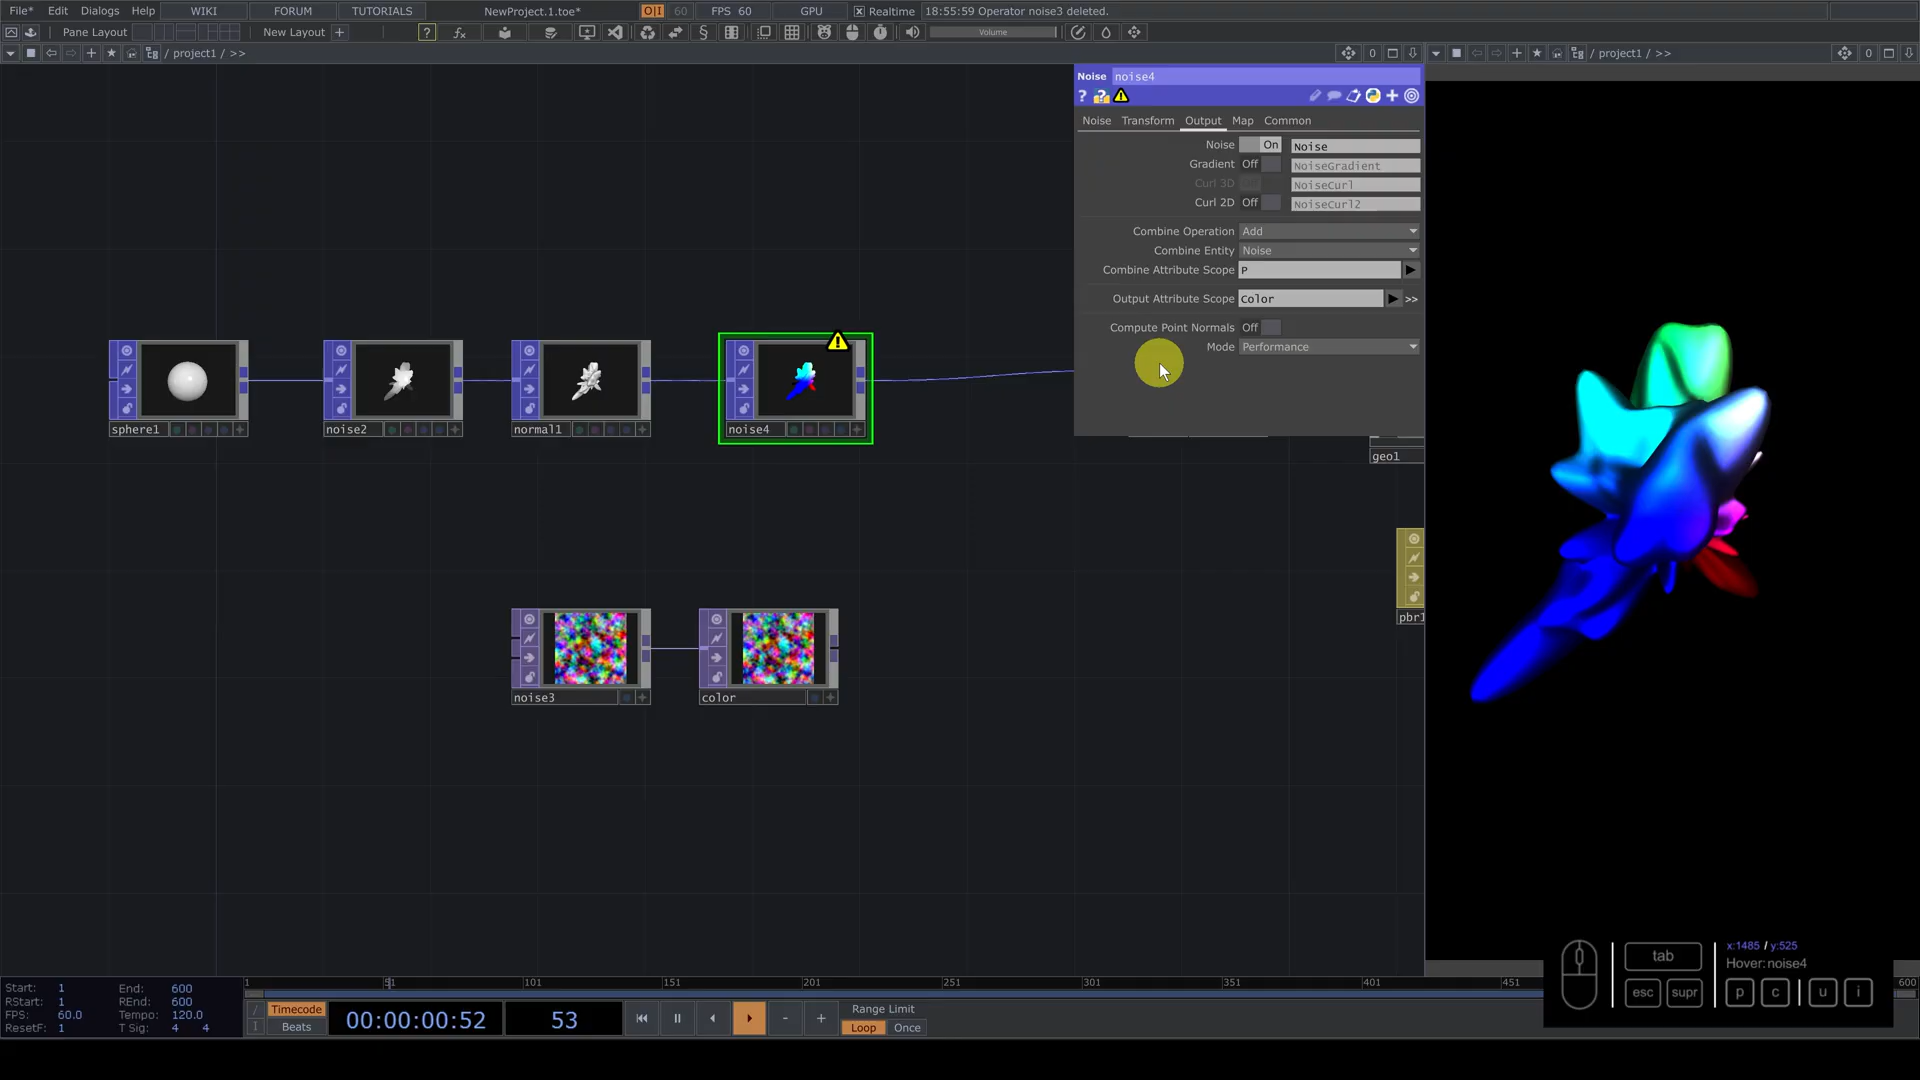 File* Edit Dialogs Help WIKI FORUM TUTORIALS NewProject.1.toe* O|I 60 FPS 60 GPU Realtime 18:55:59 Operator noise3 deleted.
Pane Layout New Layout + ? Volume
/ project1 / >> 0 / project1 / >> 0
Noise noise4
Noise Transform Output Map Common
Noise On Noise
Gradient Off NoiseGradient
Curl 3D NoiseCurl
Curl 2D Off NoiseCurl2
Combine Operation Add
Combine Entity Noise
Combine Attribute Scope P
Output Attribute Scope Color >>
Compute Point Normals Off
Mode Performance
sphere1 noise2 normal1 noise4
geo1
pbr1
noise3 color
x:1485 / y:525
Hover:noise4
tab
esc supr p c u i
1 51 101 151 201 251 301 351 401 451 600
Start: 1 End: 600
RStart: 1 REnd: 600
FPS: 60.0 Tempo: 120.0
ResetF: 1 T Sig: 4 4
Timecode
Beats
00:00:00:52 53
Range Limit
Loop Once